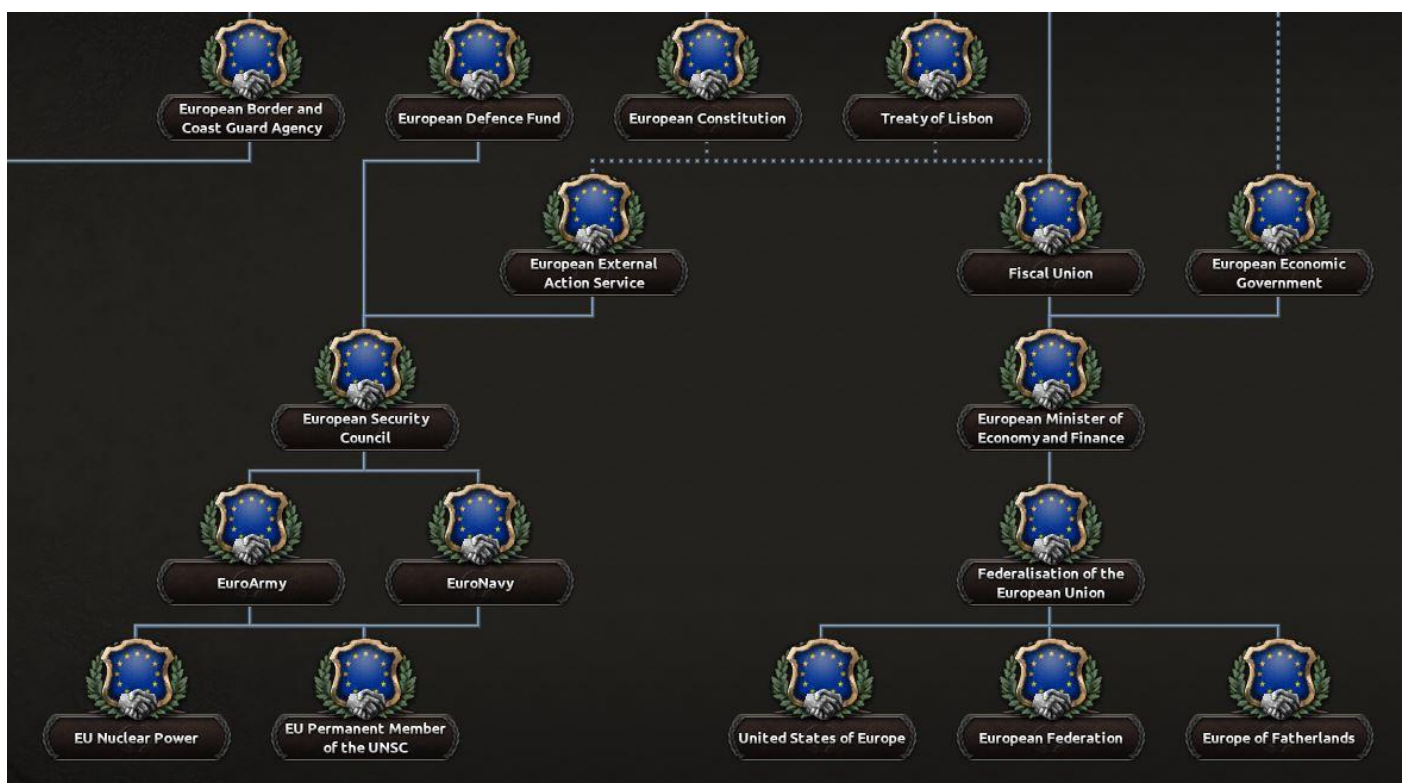 European Border and
Coast Guard Agency
European Defence Fund
European Constitution
Treaty of Lisbon
European External
Action Service
Fiscal Union
European Economic
Government
European Security
Council
European Minister of
Economy and Finance
EuroArmy
EuroNavy
Federalisation of the
European Union
EU Nuclear Power
EU Permanent Member
of the UNSC
United States of Europe
European Federation
Europe of Fatherlands